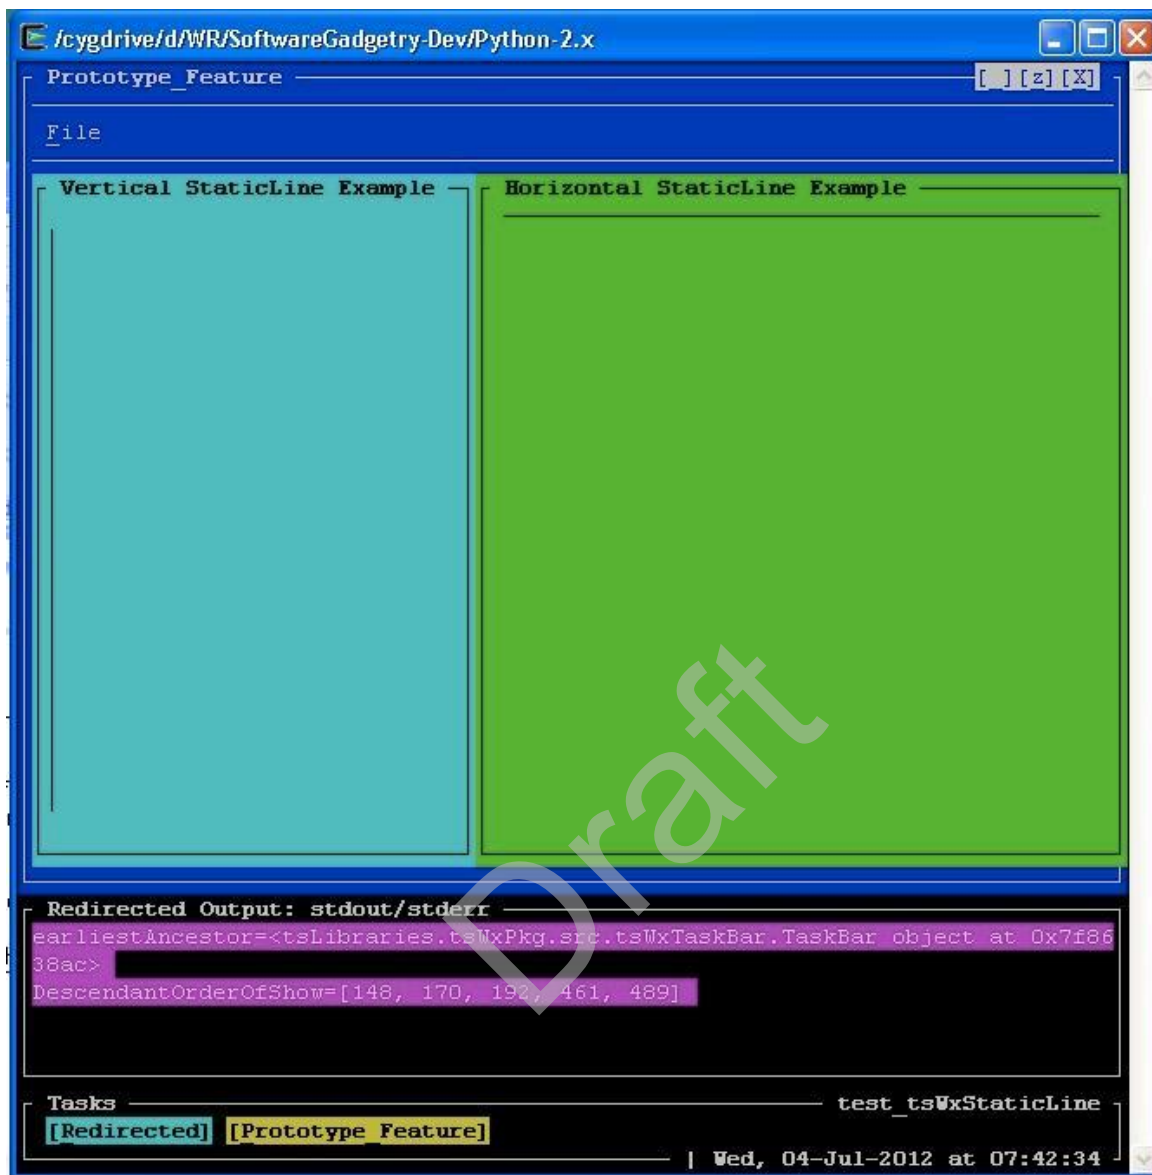 /cygdrive/d/WR/SoftwareGadgetry-Dev/Python-2.x
Prototype_Feature [_][z][X]
File
Vertical StaticLine Example
Horizontal StaticLine Example
Redirected Output: stdout/stderr
earliestAncestor=<tsLibraries.tsWxPkg.src.tsWxTaskBar.TaskBar object at 0x7f86
38ac>
DescendantOrderOfShow=[148, 170, 192, 461, 489]
Tasks test_tsWxStaticLine
[Redirected] [Prototype_Feature]
| Wed, 04-Jul-2012 at 07:42:34
Draft